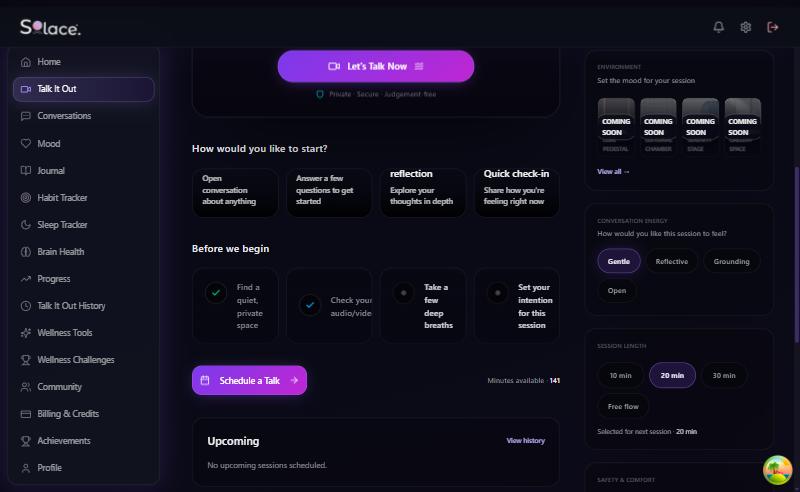 Solace.
Home
Talk It Out
Conversations
Mood
Journal
Habit Tracker
Sleep Tracker
Brain Health
Progress
Talk It Out History
Wellness Tools
Wellness Challenges
Community
Billing & Credits
Achievements
Profile
Let's Talk Now
Private · Secure · Judgement free
How would you like to start?
Open
conversation
about anything
Answer a few
questions to get
started
reflection
Explore your
thoughts in depth
Quick check-in
Share how you're
feeling right now
Before we begin
Find a
quiet,
private
space
Check your
audio/vide
Take a
few
deep
breaths
Set your
intention
for this
session
Schedule a Talk →
Minutes available · 141
Upcoming
View history
No upcoming sessions scheduled.
ENVIRONMENT
Set the mood for your session
COMING
SOON
PEDESTAL
COMING
SOON
CHAMBER
COMING
SOON
STAGE
COMING
SOON
SPACE
View all →
CONVERSATION ENERGY
How would you like this session to feel?
Gentle
Reflective
Grounding
Open
SESSION LENGTH
10 min
20 min
30 min
Free flow
Selected for next session · 20 min
SAFETY & COMFORT